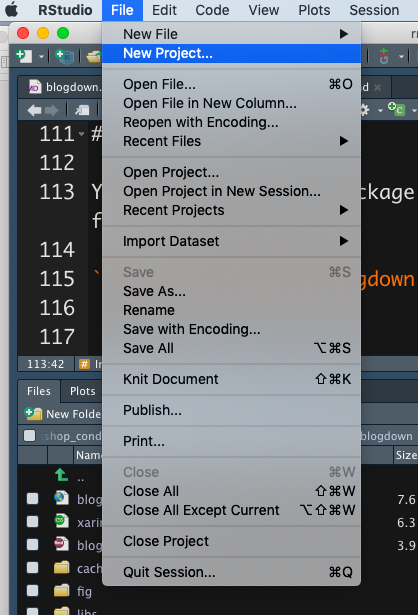 RStudio File Edit Code View Plots Session
New File
New Project...
blogdown.
Open File... ⌘O
Open File in New Column...
111 #
Reopen with Encoding...
112
Recent Files
113
Open Project...
Open Project in New Session...
ckage
Recent Projects
f
114
Import Dataset
115 `
gdown
Save ⌘S
116
Save As...
Rename
117
Save with Encoding...
Save All ⌥⌘S
113:42 # In
Knit Document ⇧⌘K
Files Plots
Publish...
New Folde
shop_cond
blogdown
Print...
Nam
Size
Close ⌘W
..
Close All ⇧⌘W
blog 7.6
Close All Except Current ⌥⇧⌘W
xarin 6.3
blog 3.9
Close Project
cach
Quit Session... ⌘Q
fig
libs